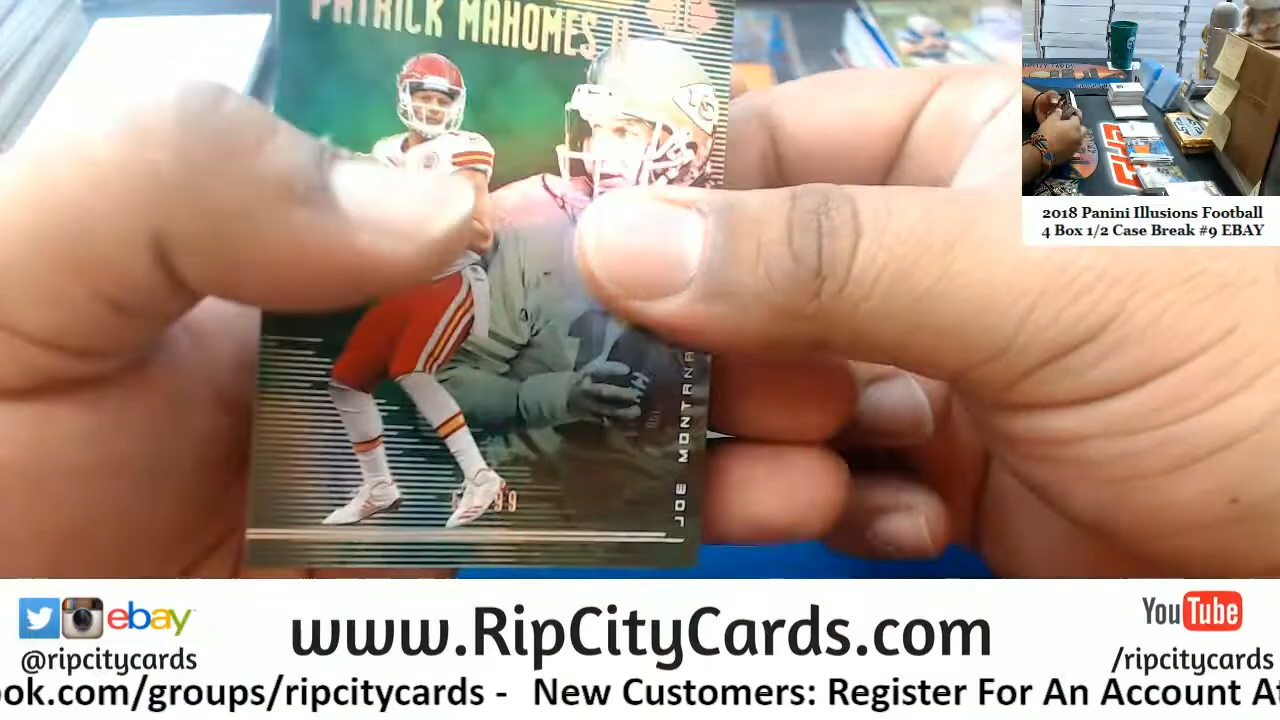 PATRICK MAHOMES II
JOE MONTANA
99
2018 Panini Illusions Football
4 Box 1/2 Case Break #9 EBAY
ebay
@ripcitycards
www.RipCityCards.com
YouTube
/ripcitycards
ook.com/groups/ripcitycards - New Customers: Register For An Account At